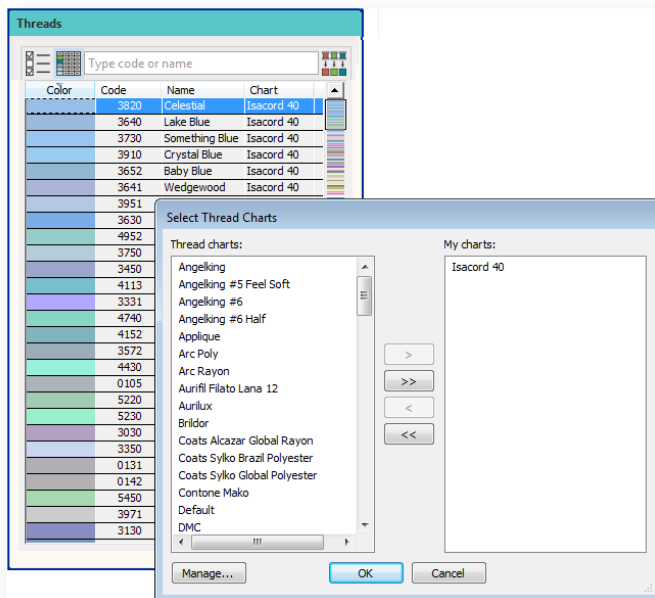 Threads
Type code or name
Color Code Name Chart
3820 Celestial Isacord 40
3640 Lake Blue Isacord 40
3730 Something Blue Isacord 40
3910 Crystal Blue Isacord 40
3652 Baby Blue Isacord 40
3641 Wedgewood Isacord 40
3951
3630
4952
3750
3450
4113
3331
4740
4152
3572
4430
0105
5220
5230
3030
3350
0131
0142
5450
3971
3130
Select Thread Charts
Thread charts:
Angelking
Angelking #5 Feel Soft
Angelking #6
Angelking #6 Half
Applique
Arc Poly
Arc Rayon
Aurifil Filato Lana 12
Aurilux
Brildor
Coats Alcazar Global Rayon
Coats Sylko Brazil Polyester
Coats Sylko Global Polyester
Contone Mako
Default
DMC
>
>>
<
<<
My charts:
Isacord 40
Manage...
OK
Cancel